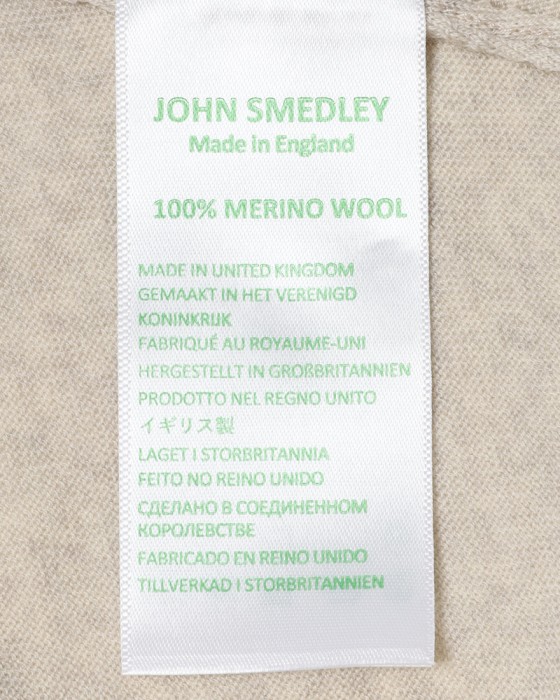 JOHN SMEDLEY
Made in England
100% MERINO WOOL
MADE IN UNITED KINGDOM
GEMAAKT IN HET VERENIGD
KONINKRIJK
FABRIQUÉ AU ROYAUME-UNI
HERGESTELLT IN GROßBRITANNIEN
PRODOTTO NEL REGNO UNITO
イギリス製
LAGET I STORBRITANNIA
FEITO NO REINO UNIDO
СДЕЛАНО В СОЕДИНЕННОМ
КОРОЛЕВСТВЕ
FABRICADO EN REINO UNIDO
TILLVERKAD I STORBRITANNIEN